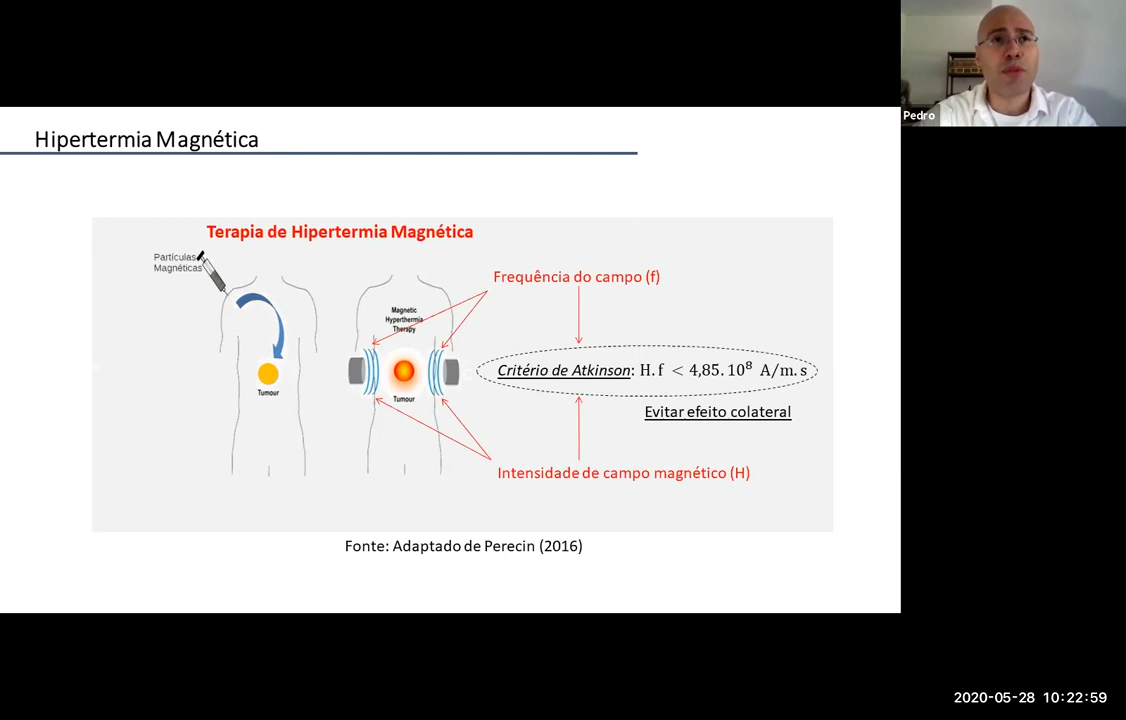 Pedro
Hipertermia Magnética
Terapia de Hipertermia Magnética
Partículas
Magnéticas
Tumour
Magnetic
Hyperthermia
Therapy
Tumour
Frequência do campo (f)
Critério de Atkinson: H.f < 4,85.10⁸ A/m.s
Evitar efeito colateral
Intensidade de campo magnético (H)
Fonte: Adaptado de Perecin (2016)
2020-05-28 10:22:59